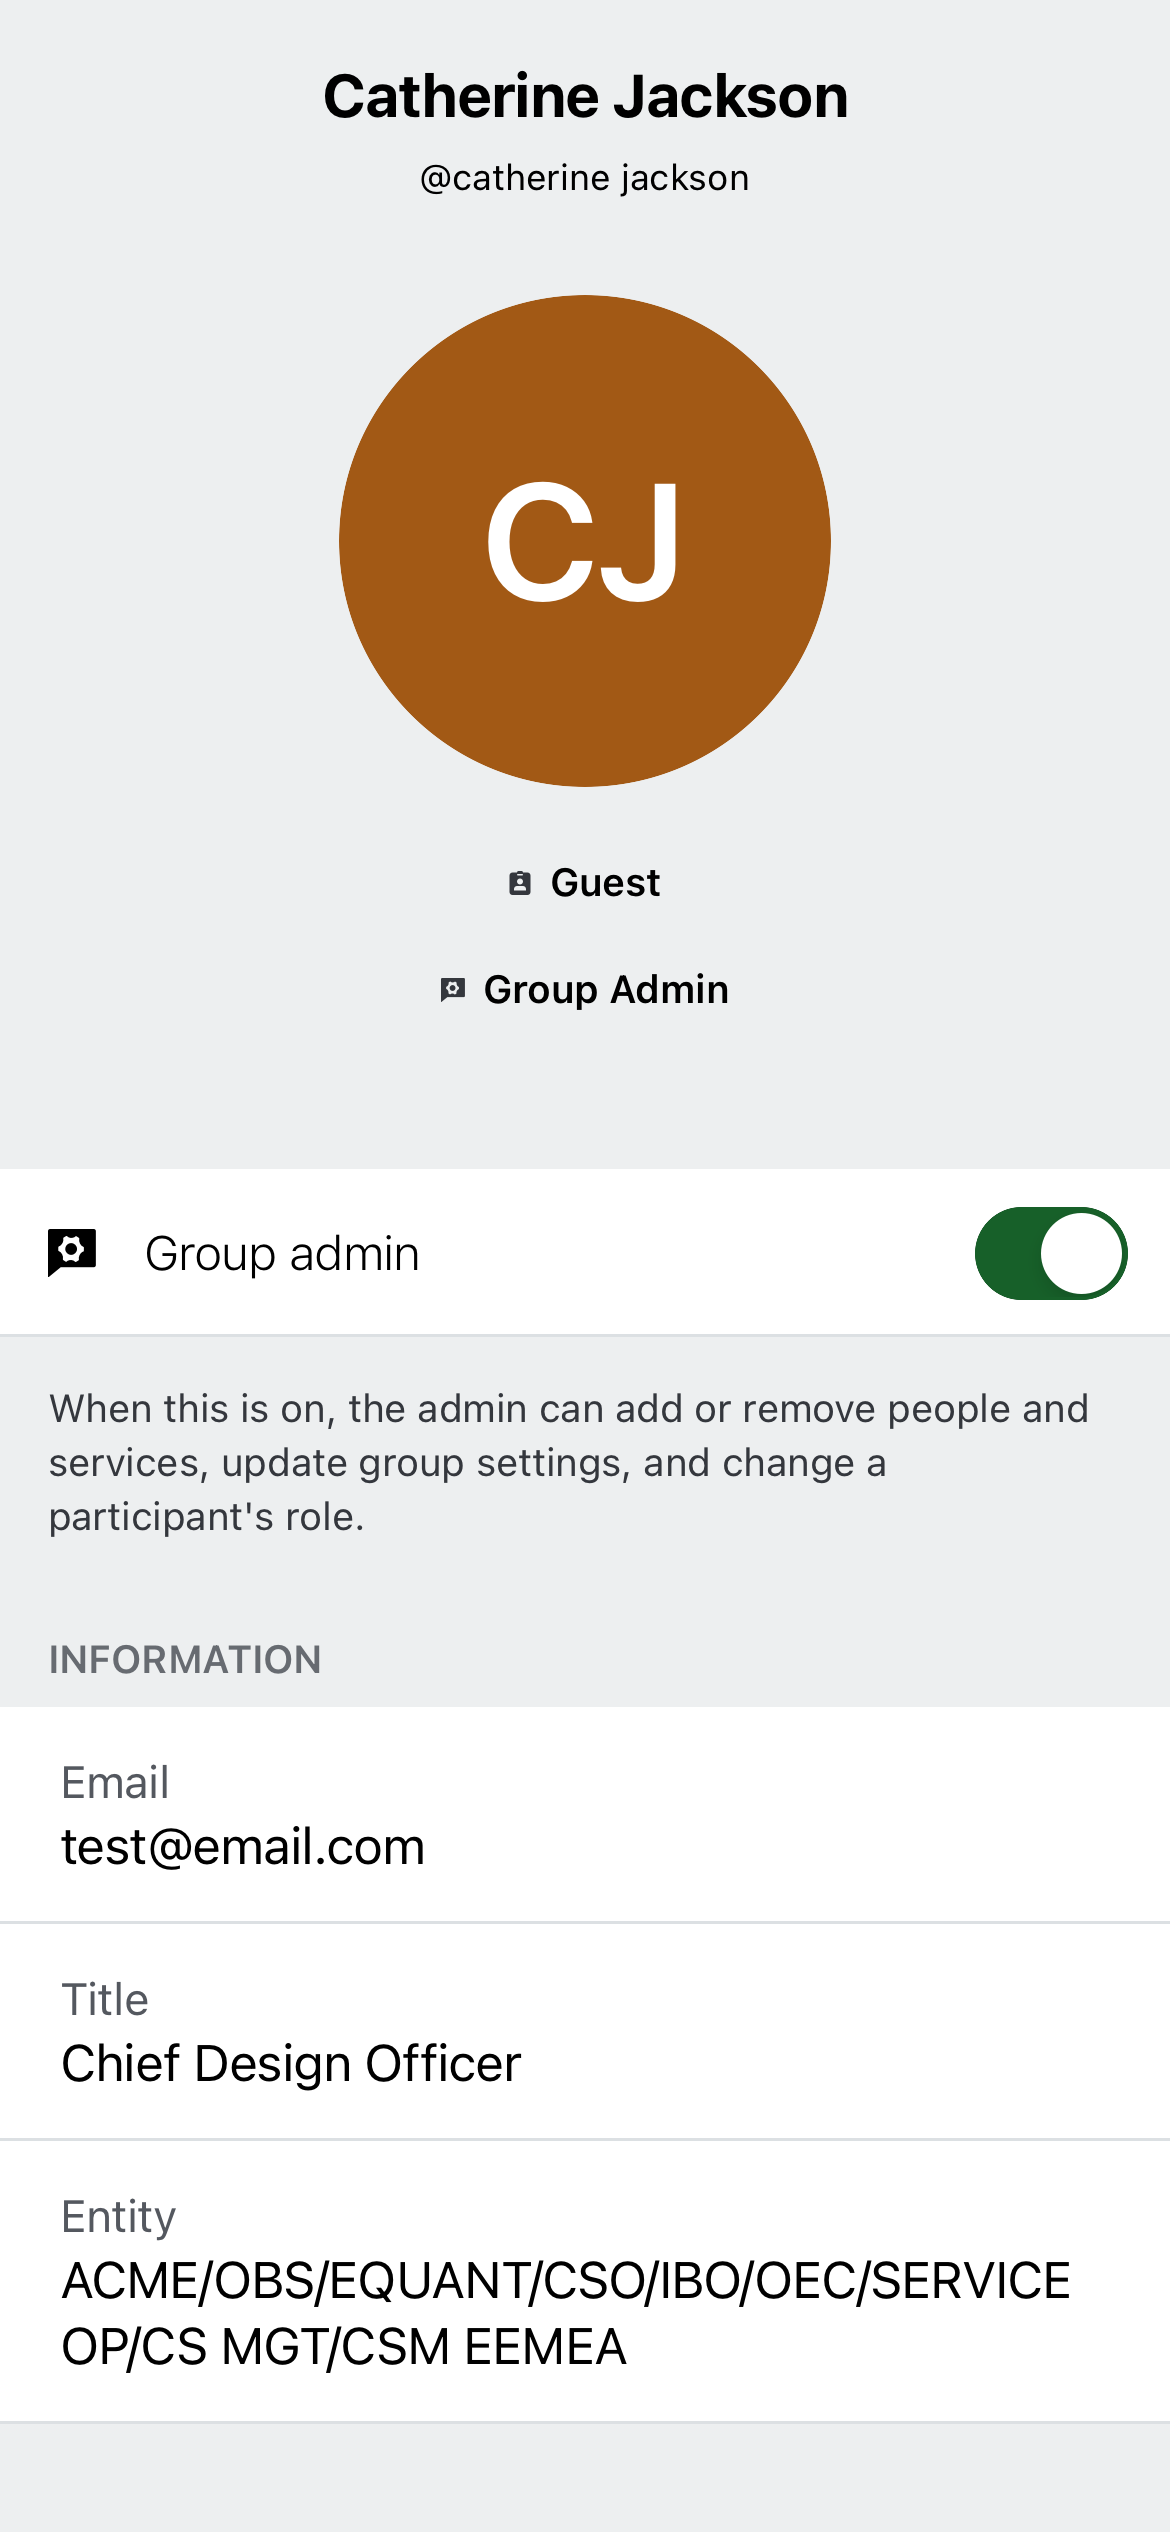 Catherine Jackson
@catherine jackson
CJ
Guest
Group Admin
Group admin
When this is on, the admin can add or remove people and
services, update group settings, and change a
participant's role.
INFORMATION
Email
test@email.com
Title
Chief Design Officer
Entity
ACME/OBS/EQUANT/CSO/IBO/OEC/SERVICE
OP/CS MGT/CSM EEMEA